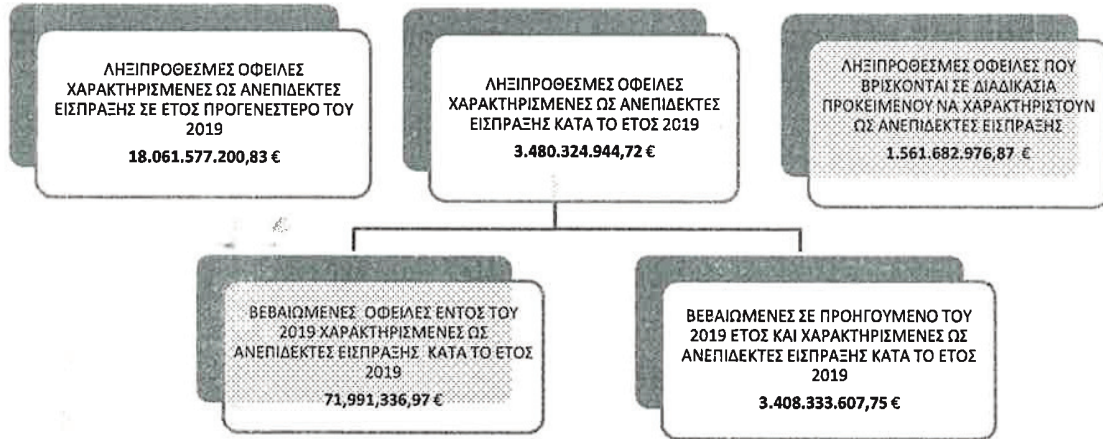 ΛΗΞΙΠΡΟΘΕΣΜΕΣ ΟΦΕΙΛΕΣ
ΧΑΡΑΚΤΗΡΙΣΜΕΝΕΣ ΩΣ ΑΝΕΠΙΔΕΚΤΕΣ
ΕΙΣΠΡΑΞΗΣ ΣΕ ΕΤΟΣ ΠΡΟΓΕΝΕΣΤΕΡΟ ΤΟΥ
2019
18.061.577.200,83 €
ΛΗΞΙΠΡΟΘΕΣΜΕΣ ΟΦΕΙΛΕΣ
ΧΑΡΑΚΤΗΡΙΣΜΕΝΕΣ ΩΣ ΑΝΕΠΙΔΕΚΤΕΣ
ΕΙΣΠΡΑΞΗΣ ΚΑΤΑ ΤΟ ΕΤΟΣ 2019
3.480.324.944,72 €
ΛΗΞΙΠΡΟΘΕΣΜΕΣ ΟΦΕΙΛΕΣ ΠΟΥ
ΒΡΙΣΚΟΝΤΑΙ ΣΕ ΔΙΑΔΙΚΑΣΙΑ
ΠΡΟΚΕΙΜΕΝΟΥ ΝΑ ΧΑΡΑΚΤΗΡΙΣΤΟΥΝ
ΩΣ ΑΝΕΠΙΔΕΚΤΕΣ ΕΙΣΠΡΑΞΗΣ
1.561.682.976,87 €
ΒΕΒΑΙΩΜΕΝΕΣ ΟΦΕΙΛΕΣ ΕΝΤΟΣ ΤΟΥ
2019 ΧΑΡΑΚΤΗΡΙΣΜΕΝΕΣ ΩΣ
ΑΝΕΠΙΔΕΚΤΕΣ ΕΙΣΠΡΑΞΗΣ ΚΑΤΑ ΤΟ ΕΤΟΣ
2019
71,991,336,97 €
ΒΕΒΑΙΩΜΕΝΕΣ ΣΕ ΠΡΟΗΓΟΥΜΕΝΟ ΤΟΥ
2019 ΕΤΟΣ ΚΑΙ ΧΑΡΑΚΤΗΡΙΣΜΕΝΕΣ ΩΣ
ΑΝΕΠΙΔΕΚΤΕΣ ΕΙΣΠΡΑΞΗΣ ΚΑΤΑ ΤΟ ΕΤΟΣ
2019
3.408.333.607,75 €